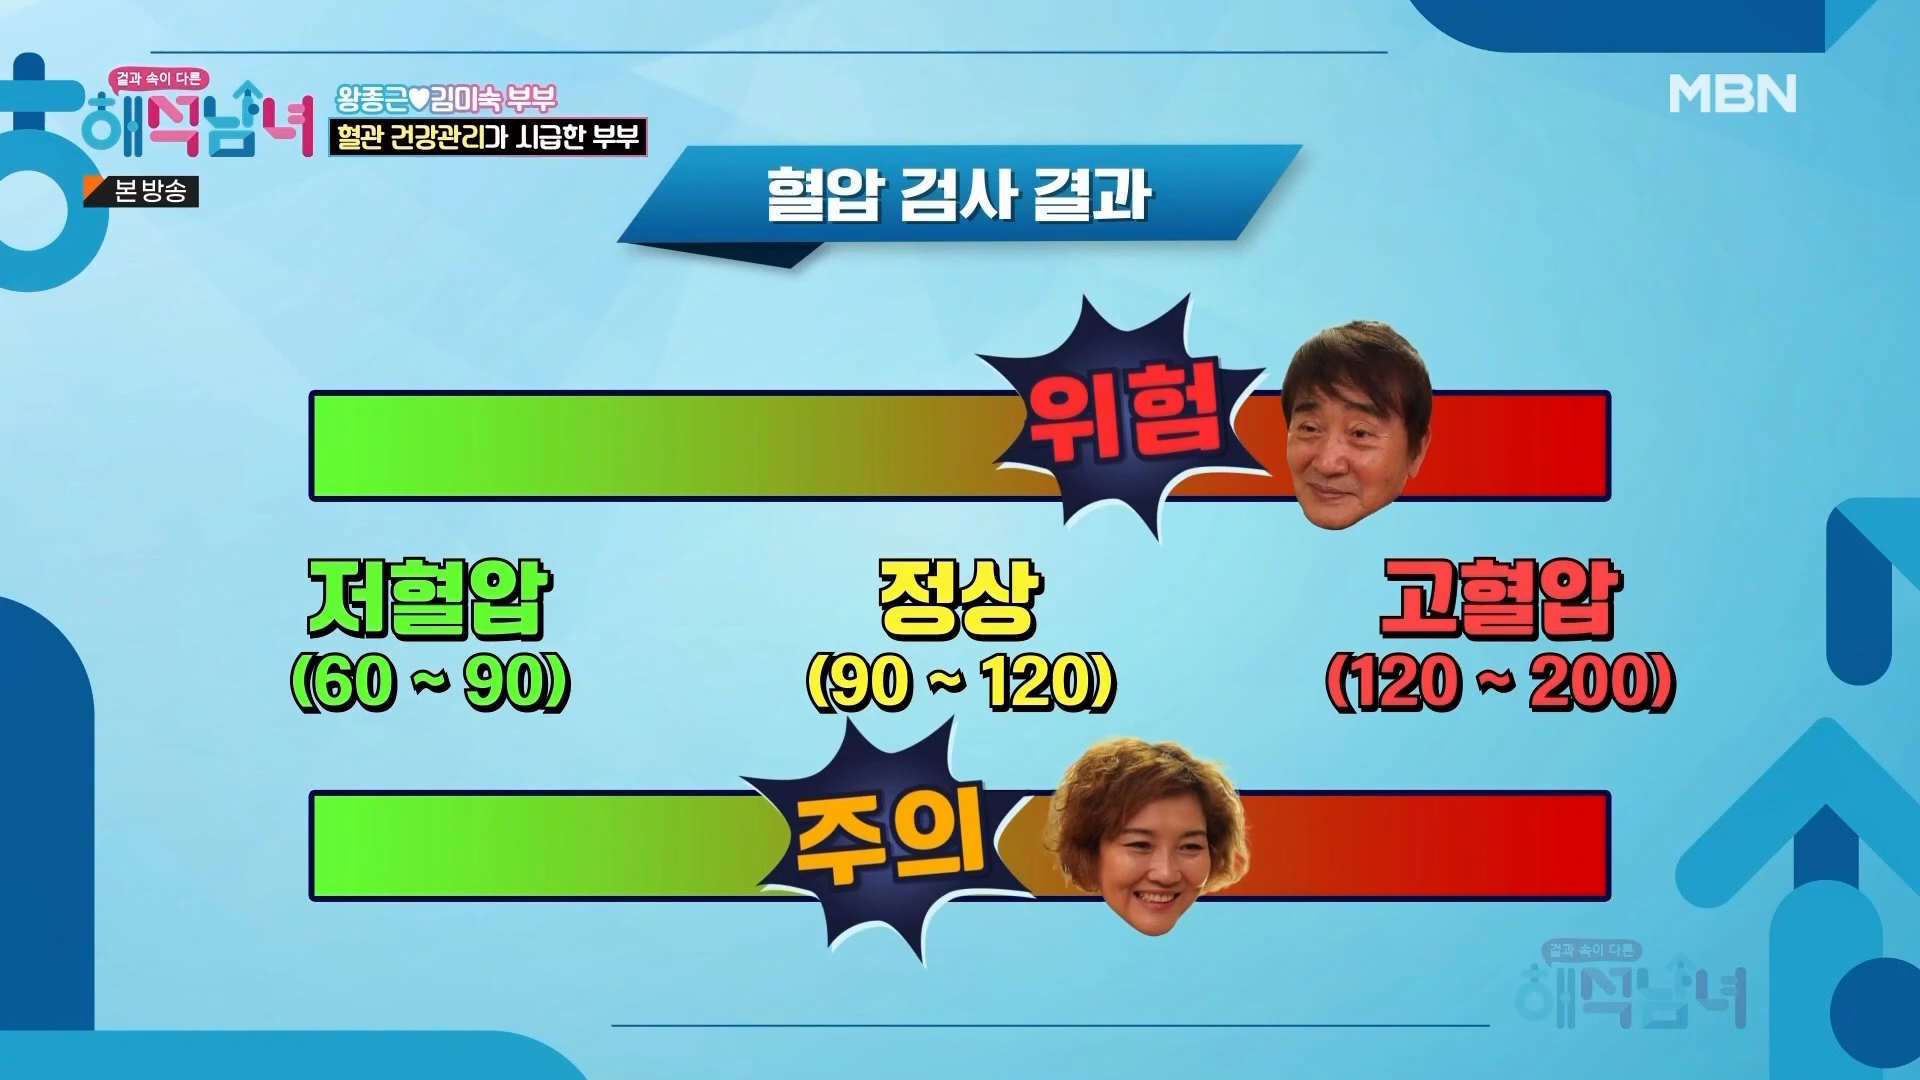 겉과 속이 다른
해석남녀
왕종근♥김미숙 부부
혈관 건강관리가 시급한 부부
본방송
MBN
혈압 검사 결과
위험
저혈압
(60 ~ 90)
정상
(90 ~ 120)
고혈압
(120 ~ 200)
주의
겉과 속이 다른
해석남녀